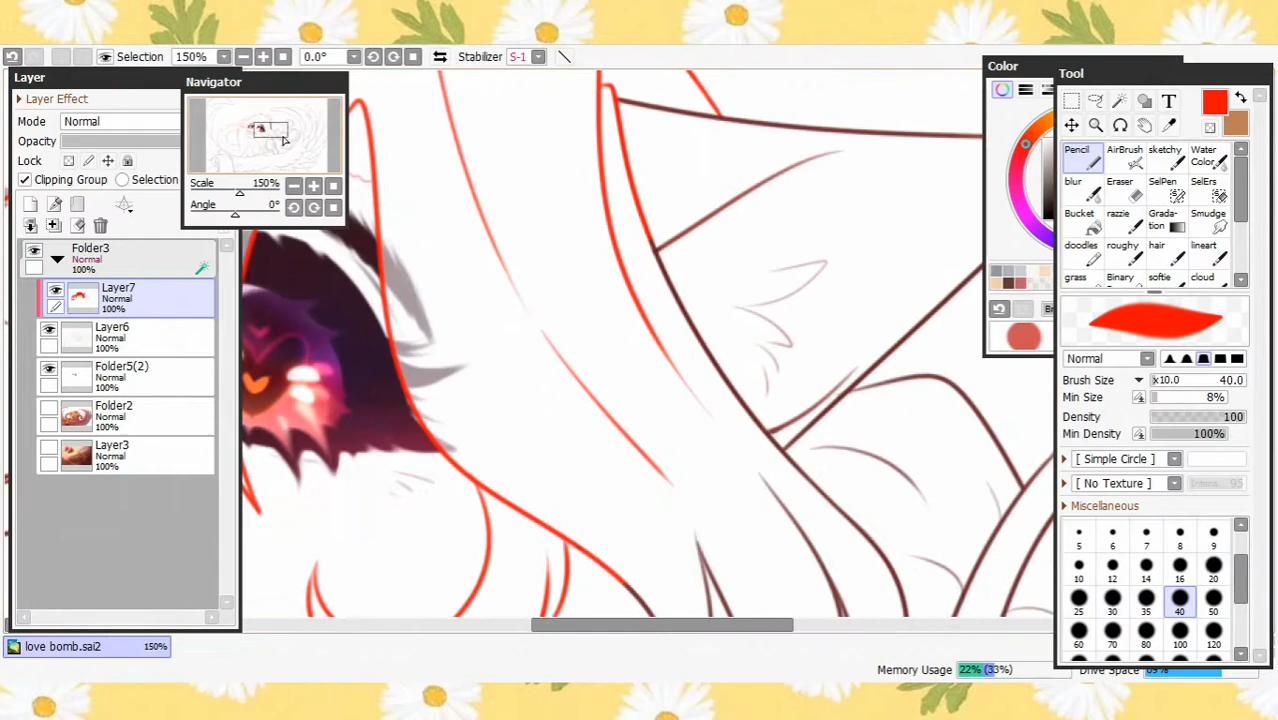 Selection 150% 0.0° Stabilizer S-1
Layer
Layer Effect
Mode Normal
Opacity
Lock
Clipping Group Selection
Folder3
Normal
100%
Layer7
Normal
100%
Layer6
100%
Folder5(2)
100%
Folder2
100%
Layer3
100%
love bomb.sai2 150%
Navigator
Scale 150%
Angle 0°
Color
Tool
Pencil AirBrush sketchy Water Color
blur Eraser SelPen SelErs
Bucket razzie Grada-tion Smudge
doodles roughy hair lineart
grass Binary softie cloud
Normal
Brush Size x10.0 40.0
Min Size 8%
Density 100
Min Density 100%
[ Simple Circle ]
[ No Texture ] 95
Miscellaneous
5 6 7 8 9
10 12 14 16 20
25 30 35 40 50
60 70 80 100 120
Memory Usage 22% (33%)
Drive Space